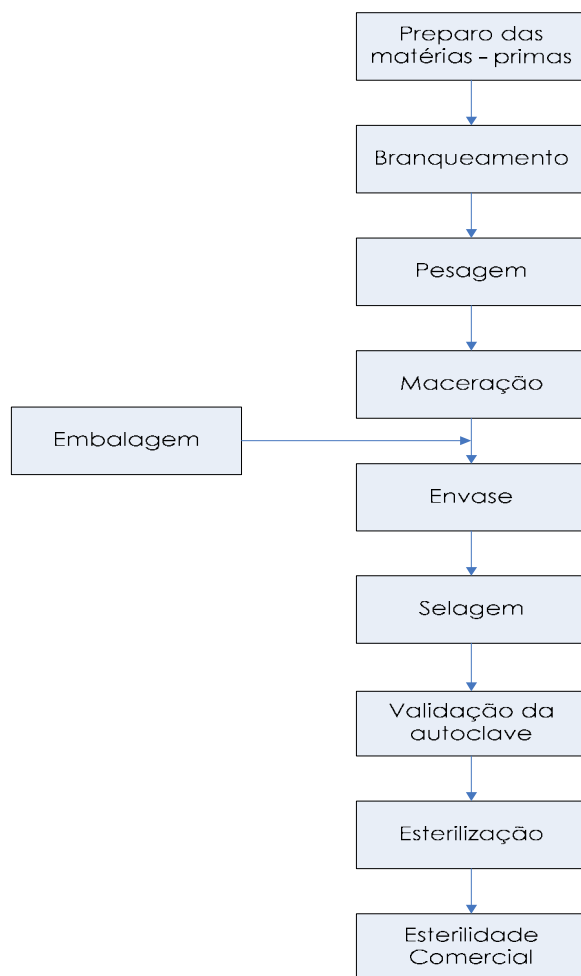 Preparo das
matérias - primas
Branqueamento
Pesagem
Maceração
Embalagem
Envase
Selagem
Validação da
autoclave
Esterilização
Esterilidade
Comercial